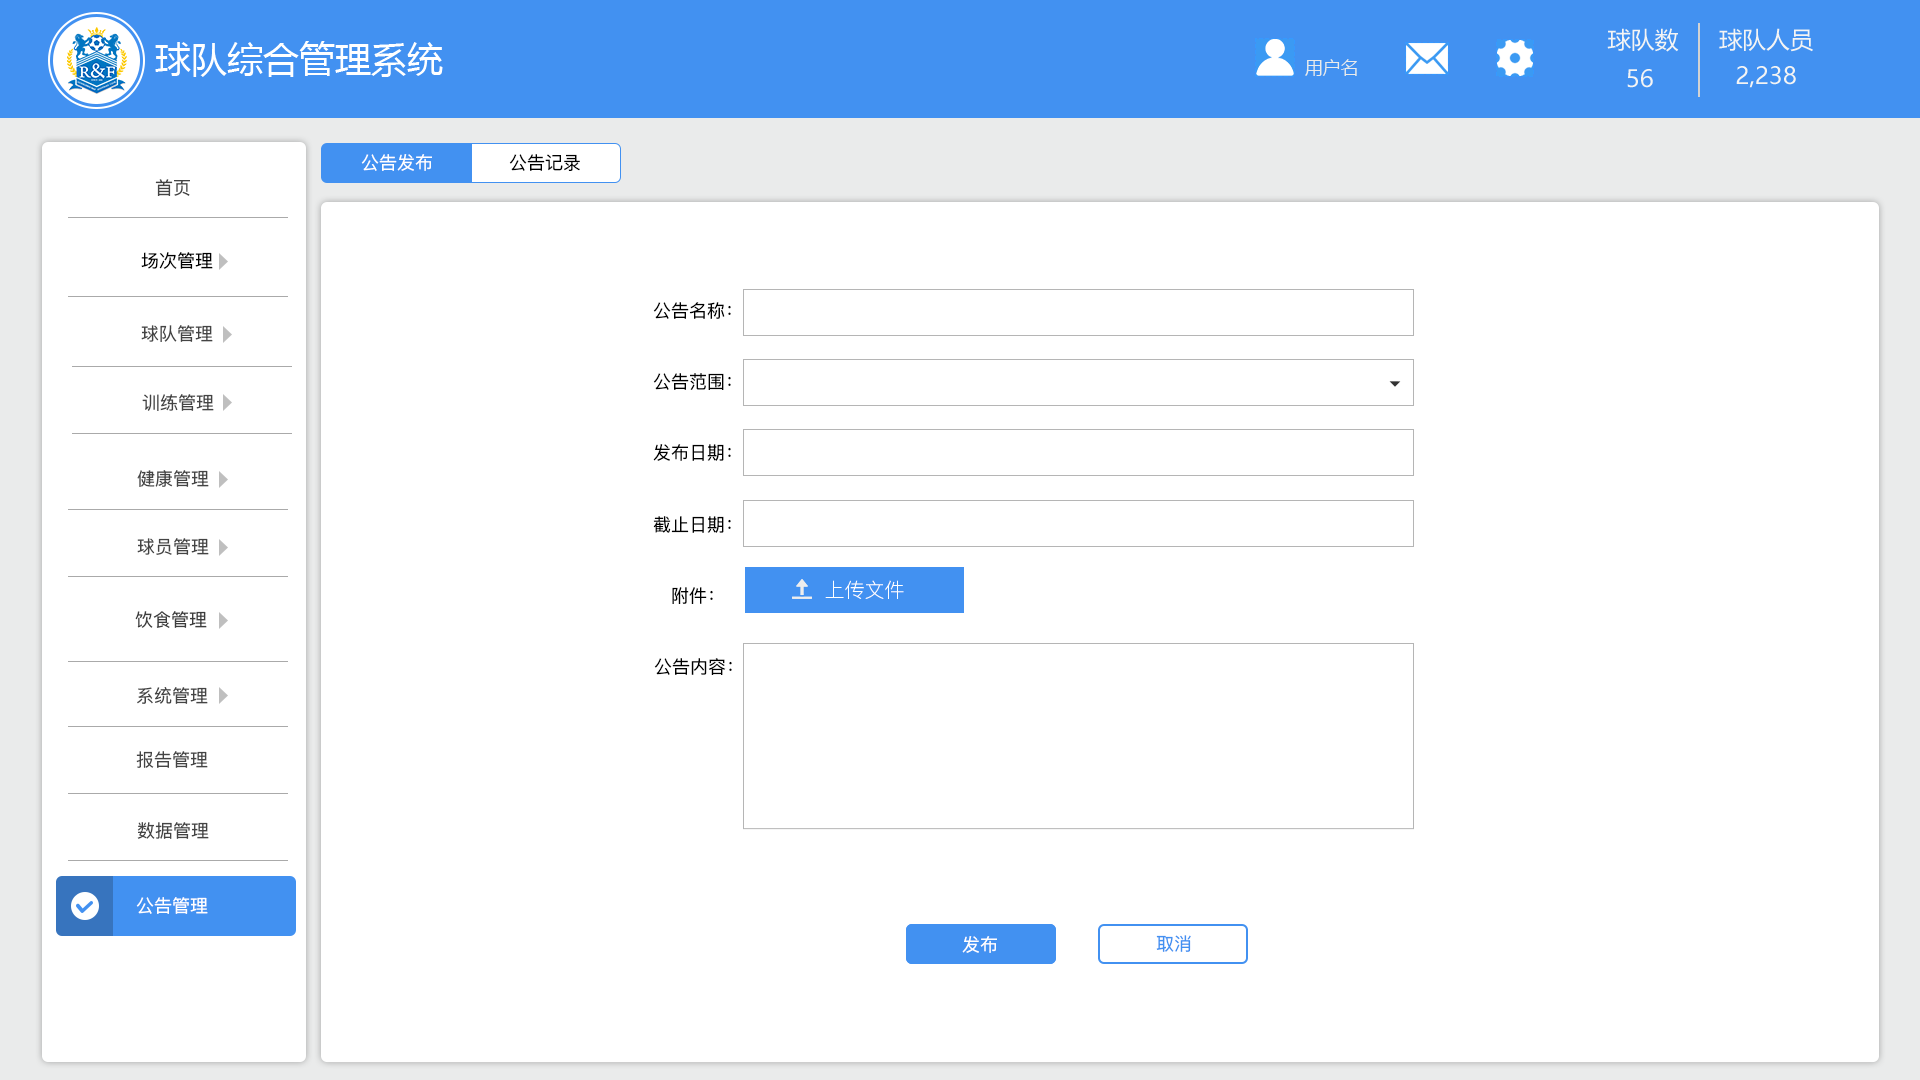 R&F
球队综合管理系统
用户名
球队数
56
球队人员
2,238
首页
场次管理
球队管理
训练管理
健康管理
球员管理
饮食管理
系统管理
报告管理
数据管理
公告管理
公告发布
公告记录
公告名称：
公告范围：
发布日期：
截止日期：
附件：
上传文件
公告内容：
发布
取消